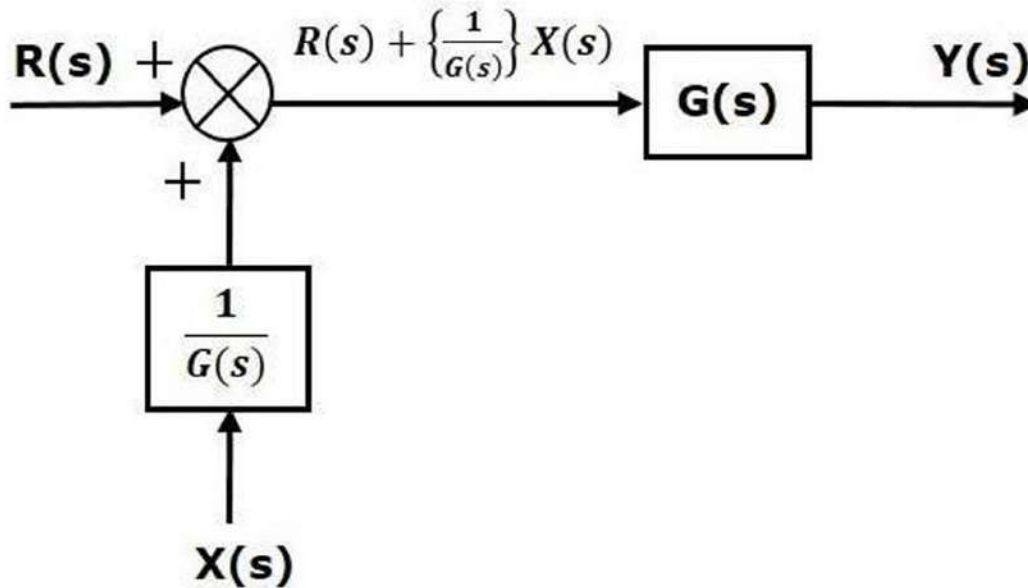 R(s) +
R(s) + {1/G(s)} X(s)
G(s)
Y(s)
+
1/G(s)
X(s)